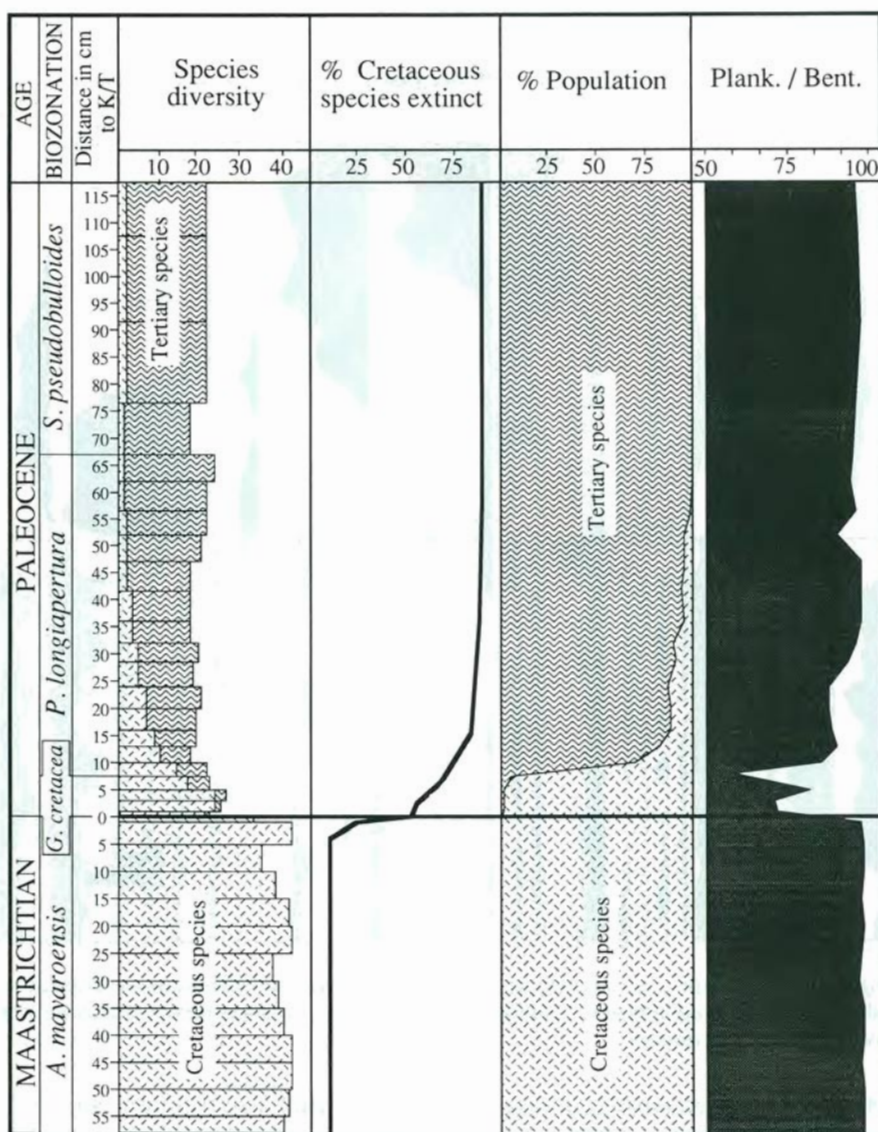 AGE
BIOZONATION
Distance in cm
to K/T
Species
diversity
% Cretaceous
species extinct
% Population
Plank. / Bent.
10 20 30 40
25 50 75
25 50 75
50 75 100
PALEOCENE
MAASTRICHTIAN
S. pseudobulloides
P. longiapertura
G. cretacea
A. mayaroensis
115
110
105
100
95
90
85
80
75
70
65
60
55
50
45
40
35
30
25
20
15
10
5
0
5
10
15
20
25
30
35
40
45
50
55
Tertiary species
Cretaceous species
Tertiary species
Cretaceous species